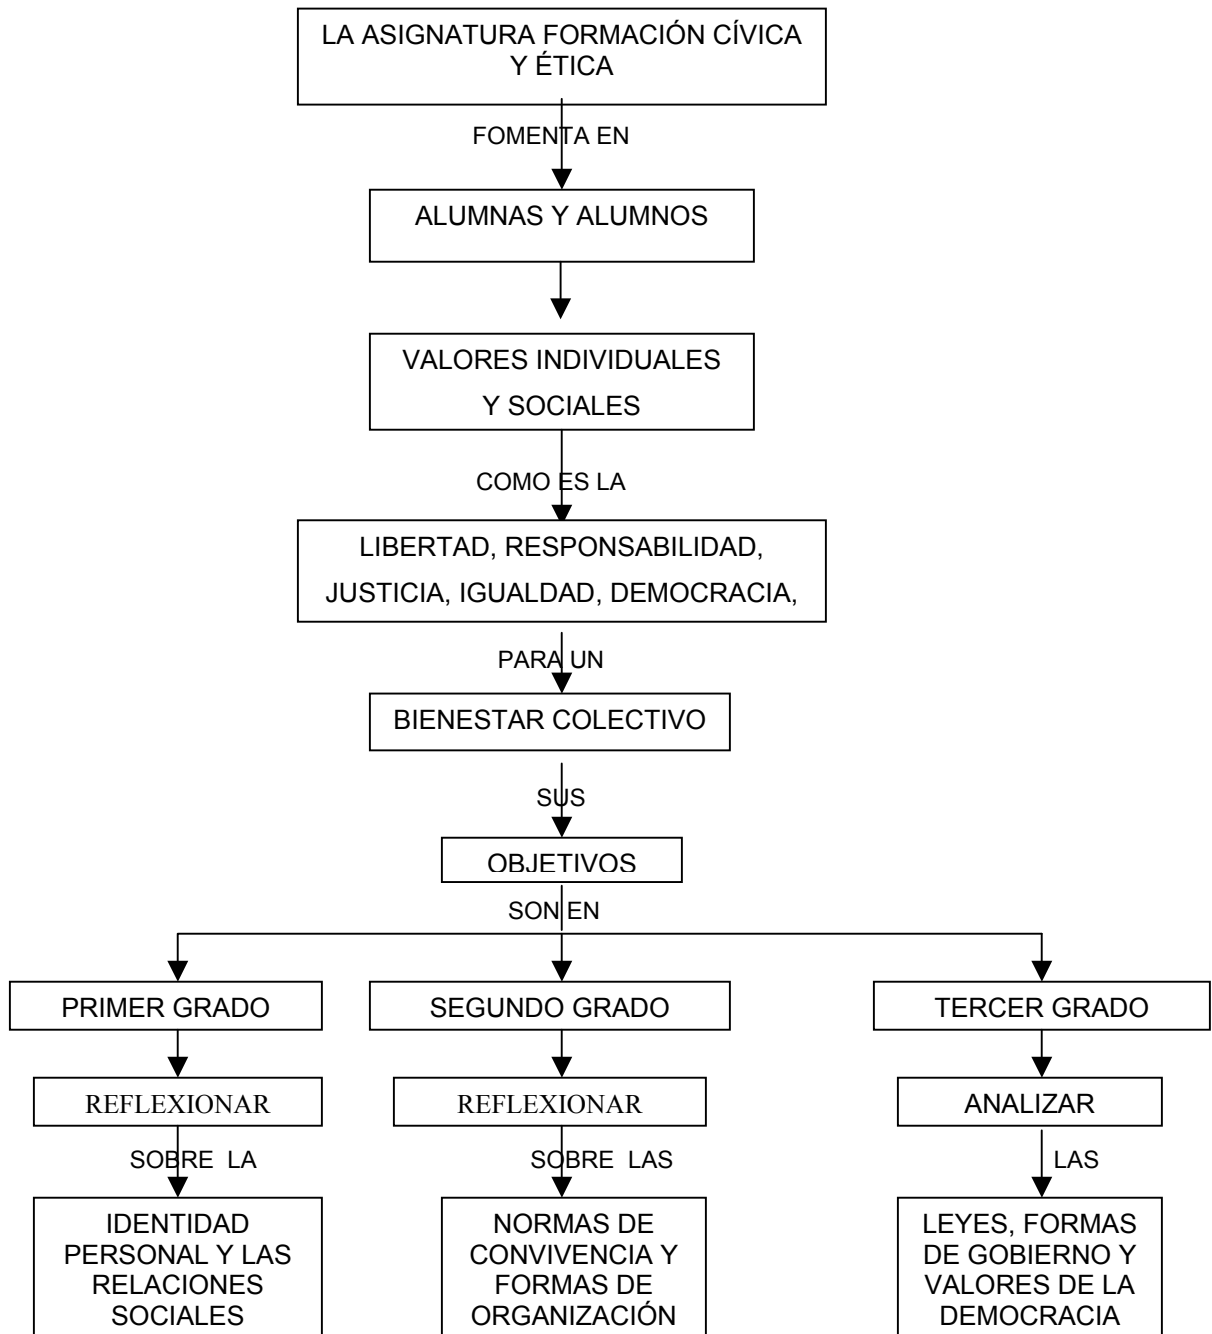 LA ASIGNATURA FORMACIÓN CÍVICA
Y ÉTICA
FOMENTA EN
ALUMNAS Y ALUMNOS
VALORES INDIVIDUALES
Y SOCIALES
COMO ES LA
LIBERTAD, RESPONSABILIDAD,
JUSTICIA, IGUALDAD, DEMOCRACIA,
PARA UN
BIENESTAR COLECTIVO
SUS
OBJETIVOS
SON EN
PRIMER GRADO
REFLEXIONAR
SOBRE LA
IDENTIDAD
PERSONAL Y LAS
RELACIONES
SOCIALES
SEGUNDO GRADO
REFLEXIONAR
SOBRE LAS
NORMAS DE
CONVIVENCIA Y
FORMAS DE
ORGANIZACIÓN
TERCER GRADO
ANALIZAR
LAS
LEYES, FORMAS
DE GOBIERNO Y
VALORES DE LA
DEMOCRACIA